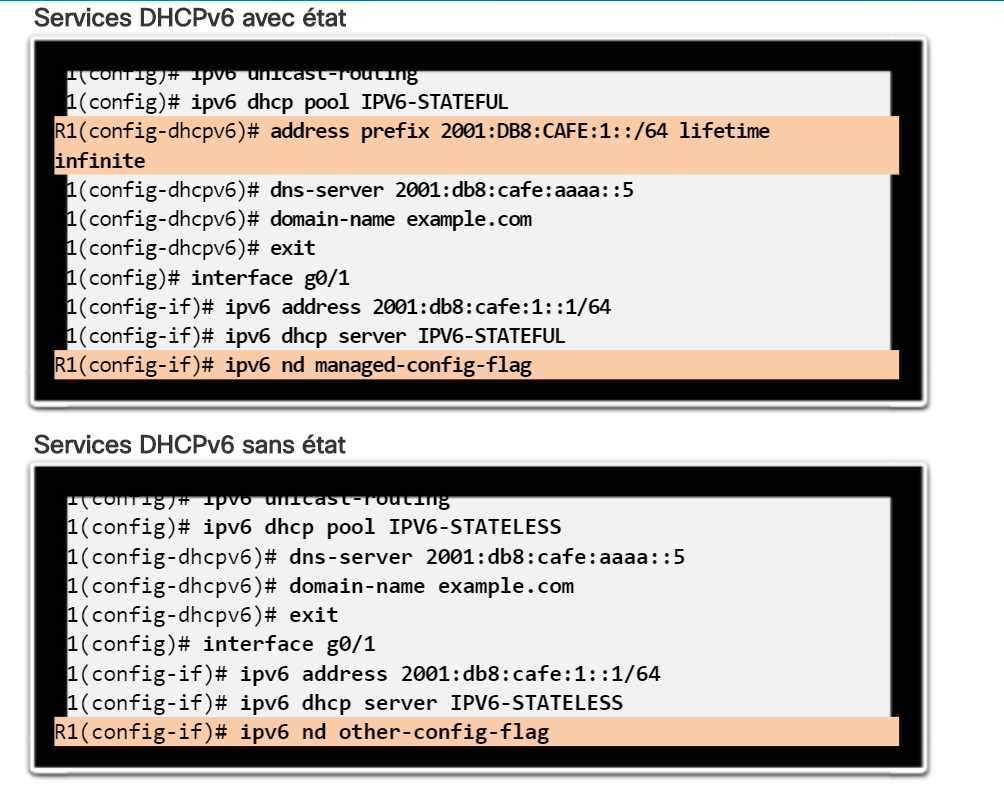 Services DHCPv6 avec état
1(config)# ipv6 unicast-routing
1(config)# ipv6 dhcp pool IPV6-STATEFUL
R1(config-dhcpv6)# address prefix 2001:DB8:CAFE:1::/64 lifetime
infinite
1(config-dhcpv6)# dns-server 2001:db8:cafe:aaaa::5
1(config-dhcpv6)# domain-name example.com
1(config-dhcpv6)# exit
1(config)# interface g0/1
1(config-if)# ipv6 address 2001:db8:cafe:1::1/64
1(config-if)# ipv6 dhcp server IPV6-STATEFUL
R1(config-if)# ipv6 nd managed-config-flag
Services DHCPv6 sans état
1(config)# ipv6 unicast-routing
1(config)# ipv6 dhcp pool IPV6-STATELESS
1(config-dhcpv6)# dns-server 2001:db8:cafe:aaaa::5
1(config-dhcpv6)# domain-name example.com
1(config-dhcpv6)# exit
1(config)# interface g0/1
1(config-if)# ipv6 address 2001:db8:cafe:1::1/64
1(config-if)# ipv6 dhcp server IPV6-STATELESS
R1(config-if)# ipv6 nd other-config-flag